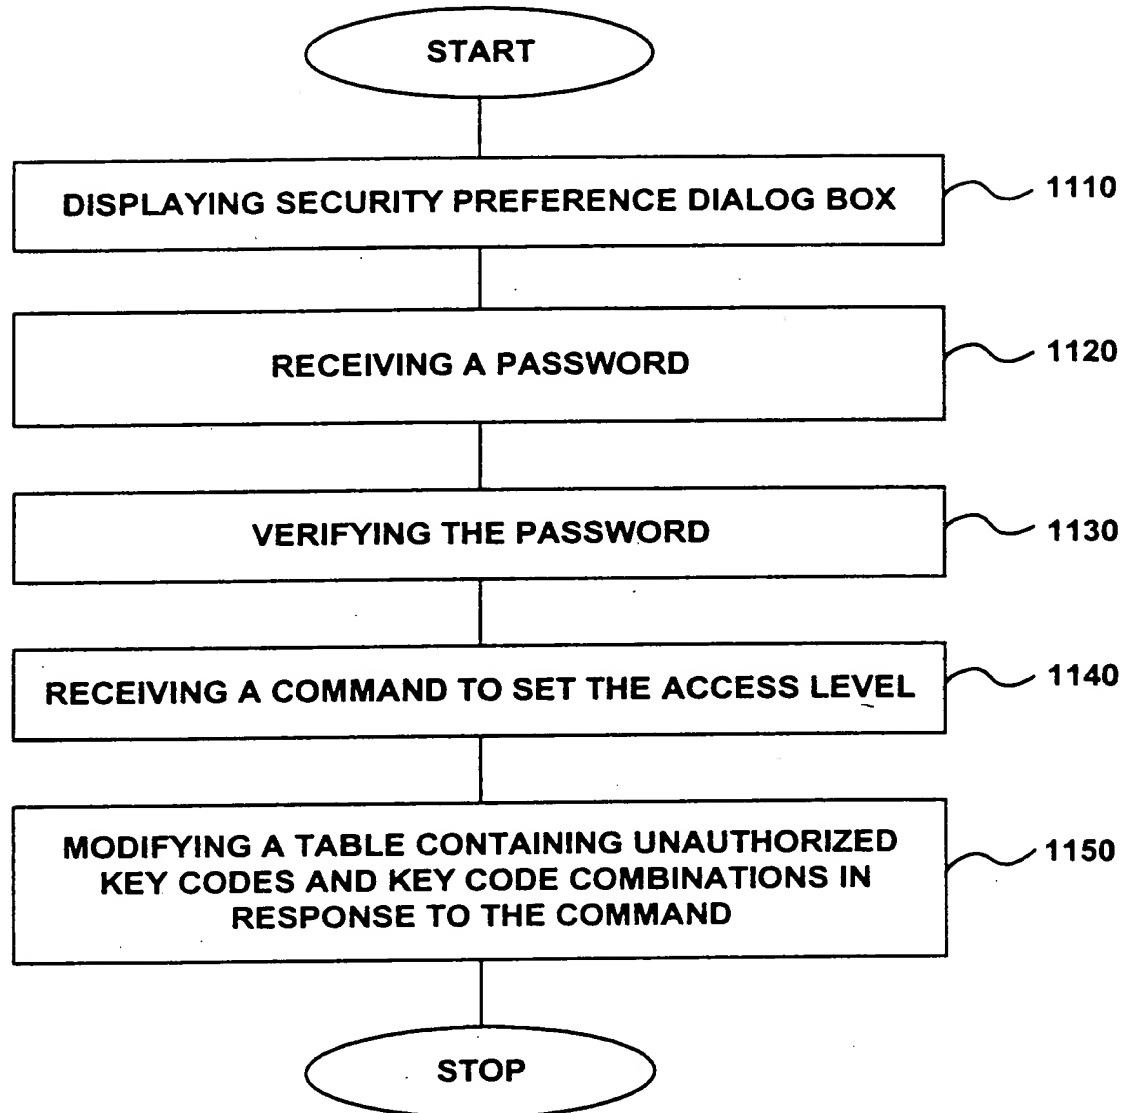 START
DISPLAYING SECURITY PREFERENCE DIALOG BOX
1110
RECEIVING A PASSWORD
1120
VERIFYING THE PASSWORD
1130
RECEIVING A COMMAND TO SET THE ACCESS LEVEL
1140
MODIFYING A TABLE CONTAINING UNAUTHORIZED
KEY CODES AND KEY CODE COMBINATIONS IN
RESPONSE TO THE COMMAND
1150
STOP